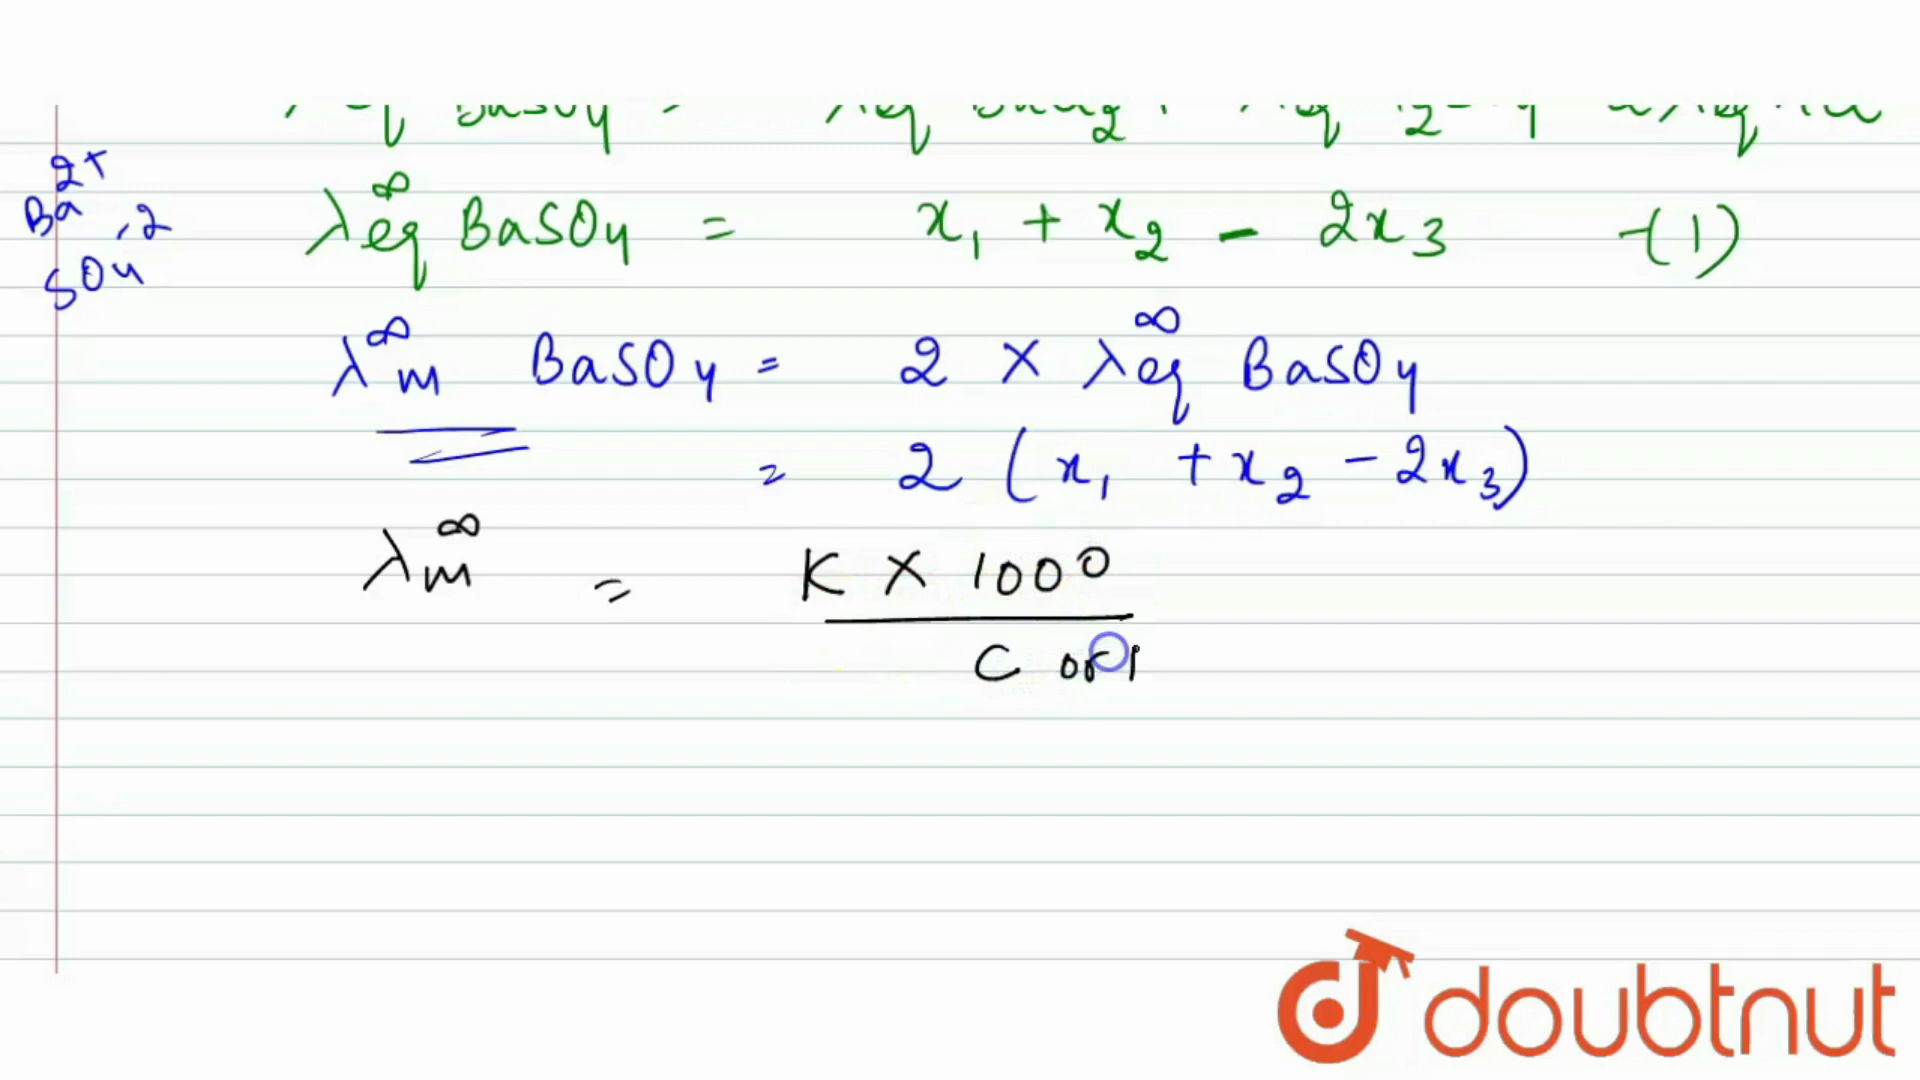 λ∞eq BaSO4 = x1 + x2 - 2x3 -(1)
Ba2+, 2
SO4
λ∞m BaSO4 = 2 × λ∞eq BaSO4
= 2 (x1 + x2 - 2x3)
λ∞m = K × 1000
C or
doubtnut